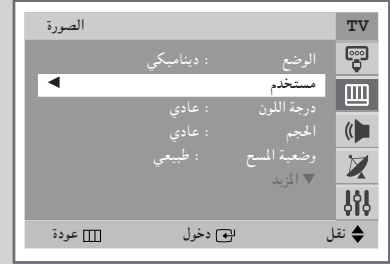 TV الصورة
الوضع : ديناميكي
مستخدم ◄
درجة اللون : عادي
الحجم : عادي
وضعية المسح : طبيعي
▼ المزيد
نقل دخول عودة